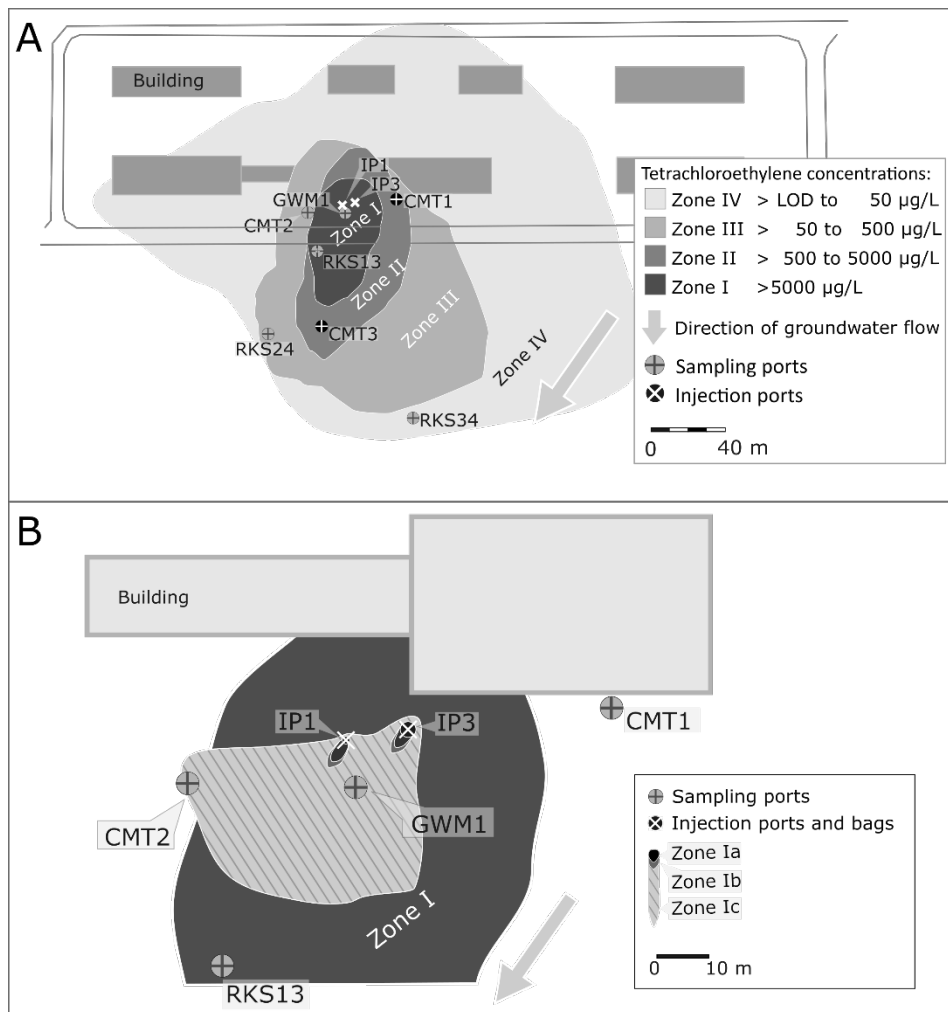 A
Building
IP1
IP3
GWM1
CMT1
CMT2
Zone I
RKS13
Zone II
Zone III
CMT3
RKS24
Zone IV
RKS34
Tetrachloroethylene concentrations:
Zone IV > LOD to 50 µg/L
Zone III > 50 to 500 µg/L
Zone II > 500 to 5000 µg/L
Zone I >5000 µg/L
Direction of groundwater flow
Sampling ports
Injection ports
0 40 m
B
Building
IP1
IP3
CMT1
CMT2
GWM1
Zone I
RKS13
Sampling ports
Injection ports and bags
Zone Ia
Zone Ib
Zone Ic
0 10 m